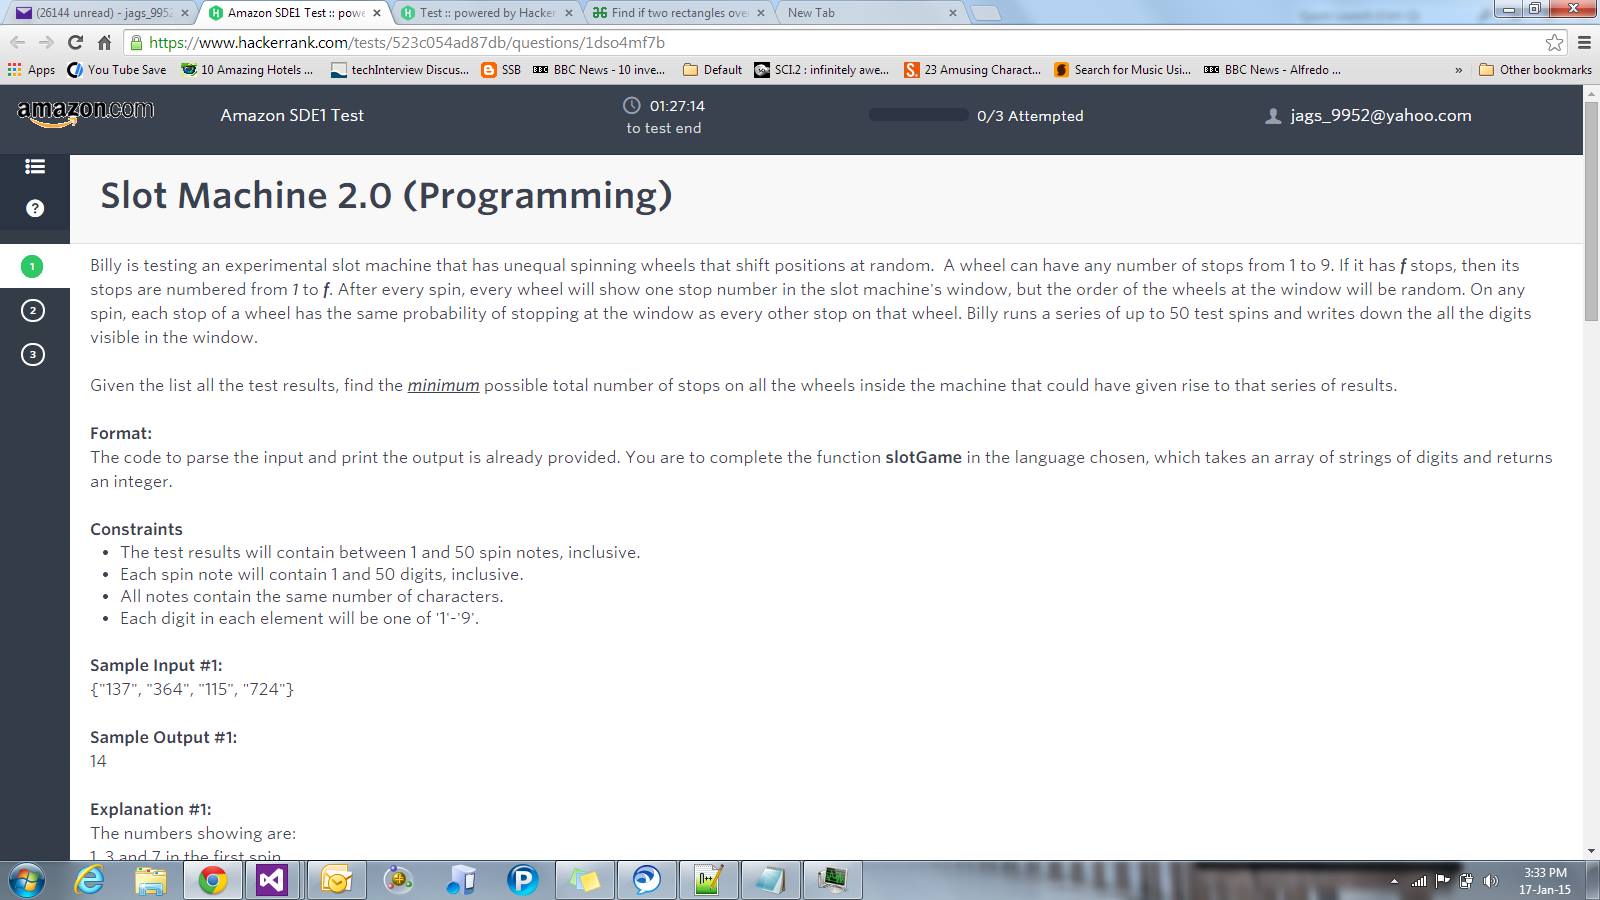 (26144 unread) - jags_995
Amazon SDE1 Test :: pow
Test :: powered by Hacker
Find if two rectangles ove
New Tab
https://www.hackerrank.com/tests/523c054ad87db/questions/1dso4mf7b
Apps
You Tube Save
10 Amazing Hotels ...
techInterview Discus...
SSB
BBC News - 10 inve...
Default
SCI.2 : infinitely awe...
23 Amusing Charact...
Search for Music Usi...
BBC News - Alfredo ...
»
Other bookmarks
amazon.com
Amazon SDE1 Test
01:27:14
to test end
0/3 Attempted
jags_9952@yahoo.com
Slot Machine 2.0 (Programming)
1
2
3
Billy is testing an experimental slot machine that has unequal spinning wheels that shift positions at random. A wheel can have any number of stops from 1 to 9. If it has f stops, then its
stops are numbered from 1 to f. After every spin, every wheel will show one stop number in the slot machine's window, but the order of the wheels at the window will be random. On any
spin, each stop of a wheel has the same probability of stopping at the window as every other stop on that wheel. Billy runs a series of up to 50 test spins and writes down the all the digits
visible in the window.
Given the list all the test results, find the minimum possible total number of stops on all the wheels inside the machine that could have given rise to that series of results.
Format:
The code to parse the input and print the output is already provided. You are to complete the function slotGame in the language chosen, which takes an array of strings of digits and returns
an integer.
Constraints
• The test results will contain between 1 and 50 spin notes, inclusive.
• Each spin note will contain 1 and 50 digits, inclusive.
• All notes contain the same number of characters.
• Each digit in each element will be one of '1'-'9'.
Sample Input #1:
{"137", "364", "115", "724"}
Sample Output #1:
14
Explanation #1:
The numbers showing are:
1, 3 and 7 in the first spin
3:33 PM
17-Jan-15